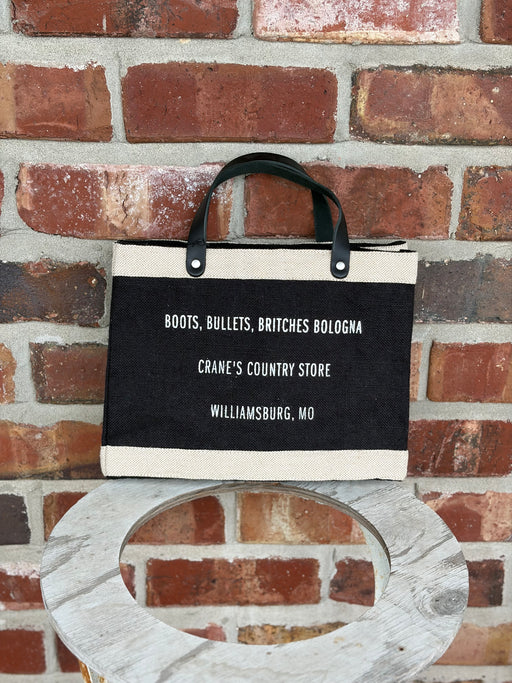 BOOTS, BULLETS, BRITCHES BOLOGNA
CRANE'S COUNTRY STORE
WILLIAMSBURG, MO